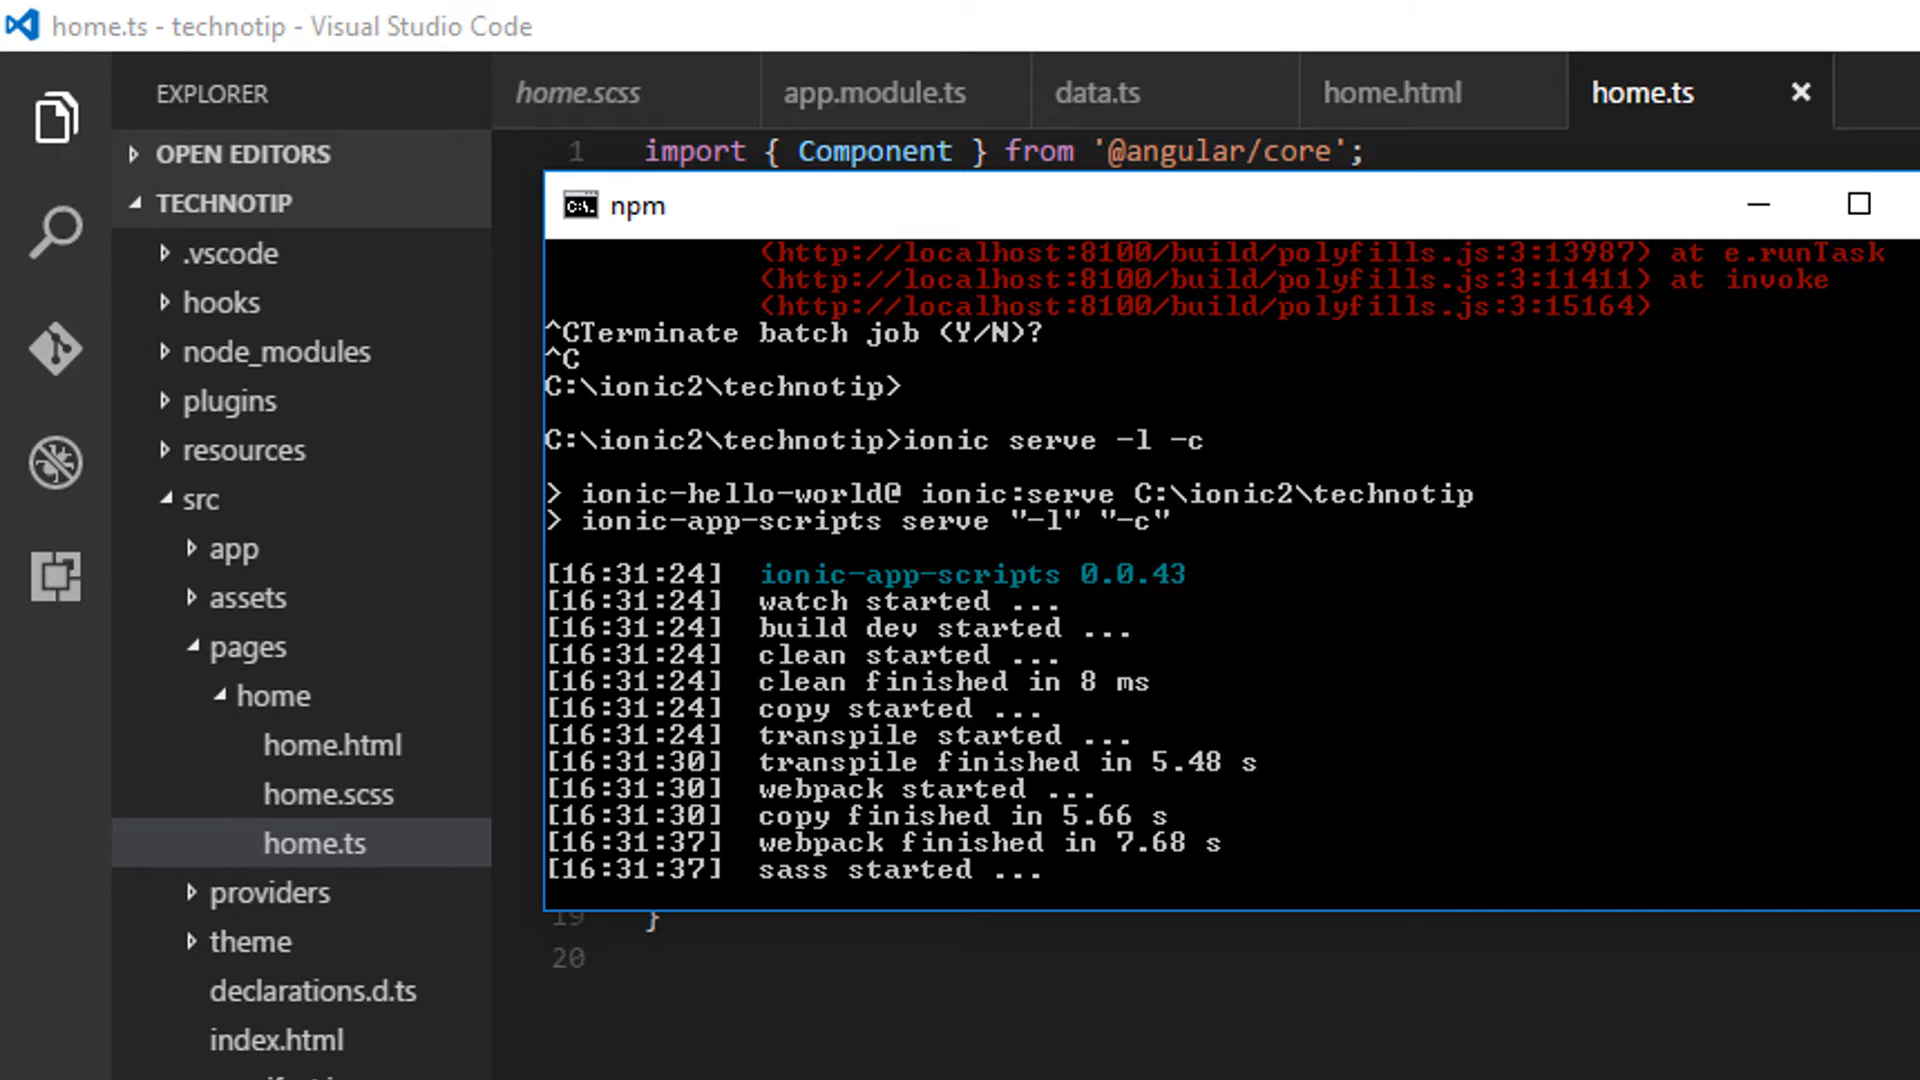 home.ts - technotip - Visual Studio Code
EXPLORER
OPEN EDITORS
TECHNOTIP
.vscode
hooks
node_modules
plugins
resources
src
app
assets
pages
home
home.html
home.scss
home.ts
providers
theme
declarations.d.ts
index.html
home.scss
app.module.ts
data.ts
home.html
home.ts
1 import { Component } from '@angular/core';
C:\. npm
(http://localhost:8100/build/polyfills.js:3:13987) at e.runTask
(http://localhost:8100/build/polyfills.js:3:11411) at invoke
(http://localhost:8100/build/polyfills.js:3:15164)
^CTerminate batch job (Y/N)?
^C
C:\ionic2\technotip>
C:\ionic2\technotip>ionic serve -l -c
> ionic-hello-world@ ionic:serve C:\ionic2\technotip
> ionic-app-scripts serve "-l" "-c"
[16:31:24] ionic-app-scripts 0.0.43
[16:31:24] watch started ...
[16:31:24] build dev started ...
[16:31:24] clean started ...
[16:31:24] clean finished in 8 ms
[16:31:24] copy started ...
[16:31:24] transpile started ...
[16:31:30] transpile finished in 5.48 s
[16:31:30] webpack started ...
[16:31:30] copy finished in 5.66 s
[16:31:37] webpack finished in 7.68 s
[16:31:37] sass started ...
19 }
20